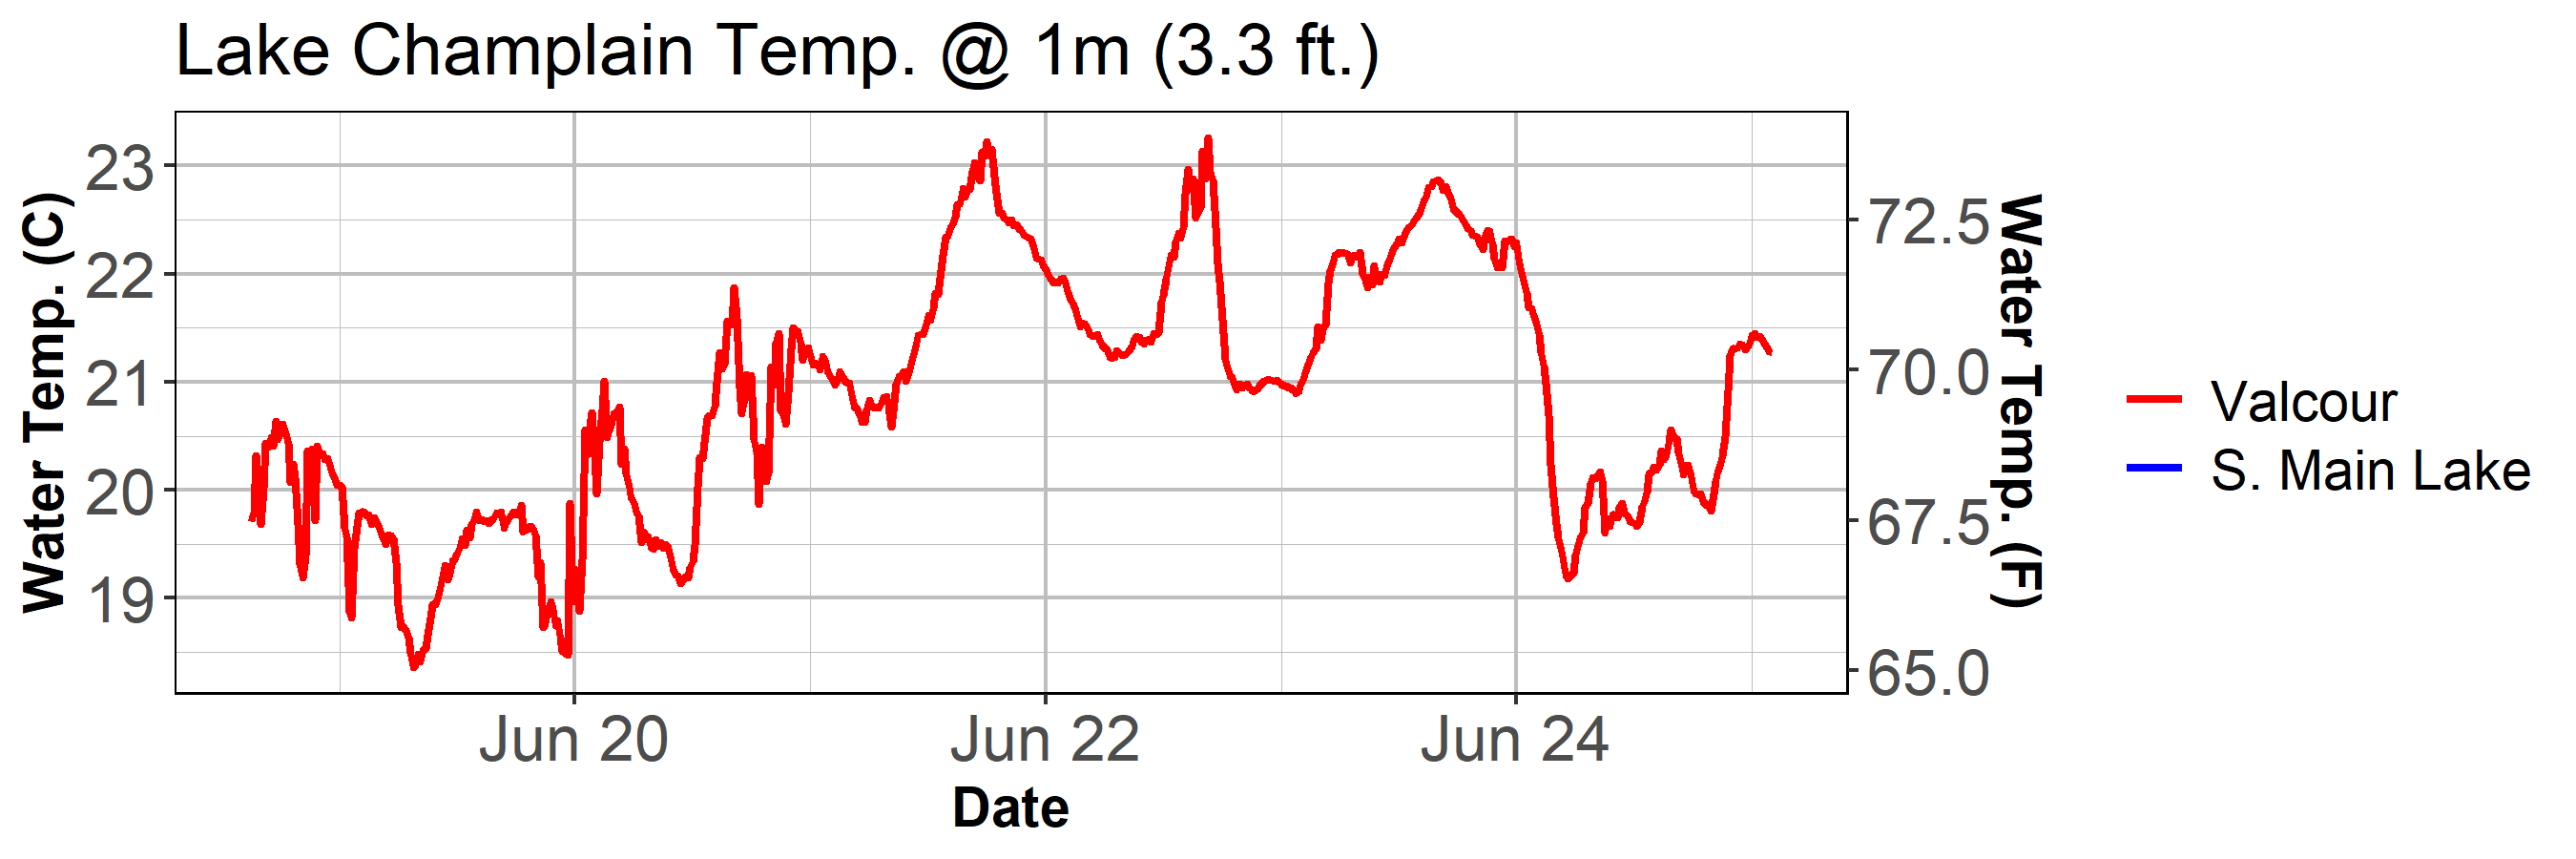 Lake Champlain Temp. @ 1m (3.3 ft.)
Water Temp. (C)
23
22
21
20
19
72.5
70.0
67.5
65.0
Water Temp. (F)
Jun 20
Jun 22
Jun 24
Date
Valcour
S. Main Lake